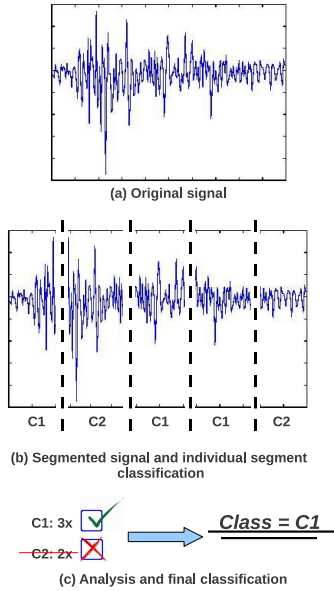 (a) Original signal
C1 C2 C1 C1 C2
(b) Segmented signal and individual segment
classification
C1: 3x
C2: 2x
Class = C1
(c) Analysis and final classification